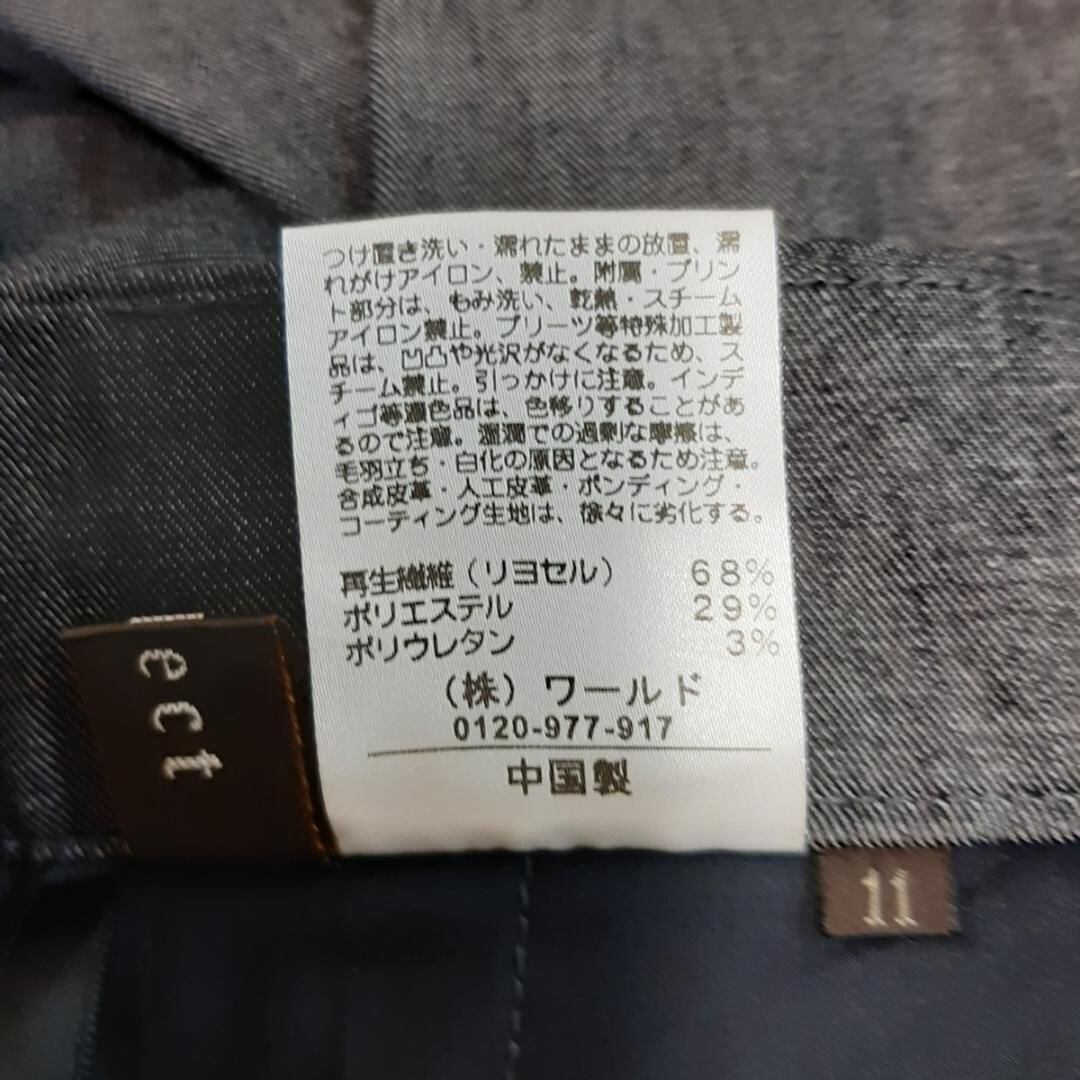 つけ置き洗い・濡れたままの放置、濡
れがけアイロン、禁止。附属・プリン
ト部分は、もみ洗い、乾熱・スチーム
アイロン禁止。プリーツ等特殊加工製
品は、凹凸や光沢がなくなるため、ス
チーム禁止。引っかけに注意。インデ
ィゴ等濃色品は、色移りすることがあ
るので注意。湿潤での過剰な摩擦は、
毛羽立ち・白化の原因となるため注意。
合成皮革・人工皮革・ボンディング・
コーティング生地は、徐々に劣化する。
再生繊維（リヨセル） 68%
ポリエステル 29%
ポリウレタン 3%
（株）ワールド
0120-977-917
中国製
ect
11